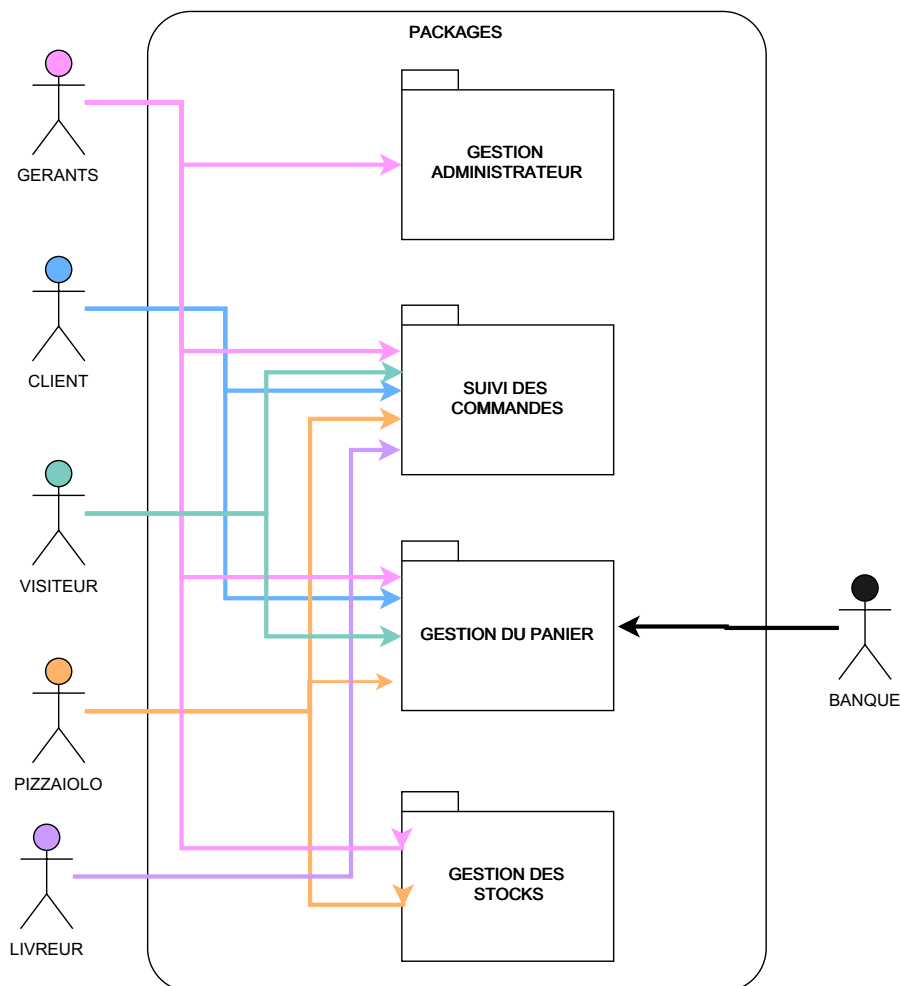 PACKAGES
GERANTS
GESTION
ADMINISTRATEUR
CLIENT
SUIVI DES
COMMANDES
VISITEUR
GESTION DU PANIER
BANQUE
PIZZAIOLO
GESTION DES
STOCKS
LIVREUR